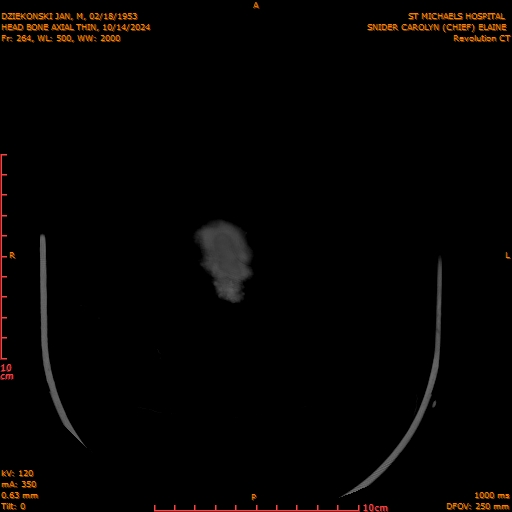 A
DZIEKONSKI JAN, M, 02/18/1953
HEAD BONE AXIAL THIN, 10/14/2024
Fr: 264, WL: 500, WW: 2000
ST MICHAELS HOSPITAL
SNIDER CAROLYN (CHIEF) ELAINE
Revolution CT
R
L
10
cm
kV: 120
mA: 350
0.63 mm
Tilt: 0
P
10cm
1000 ms
DFOV: 250 mm